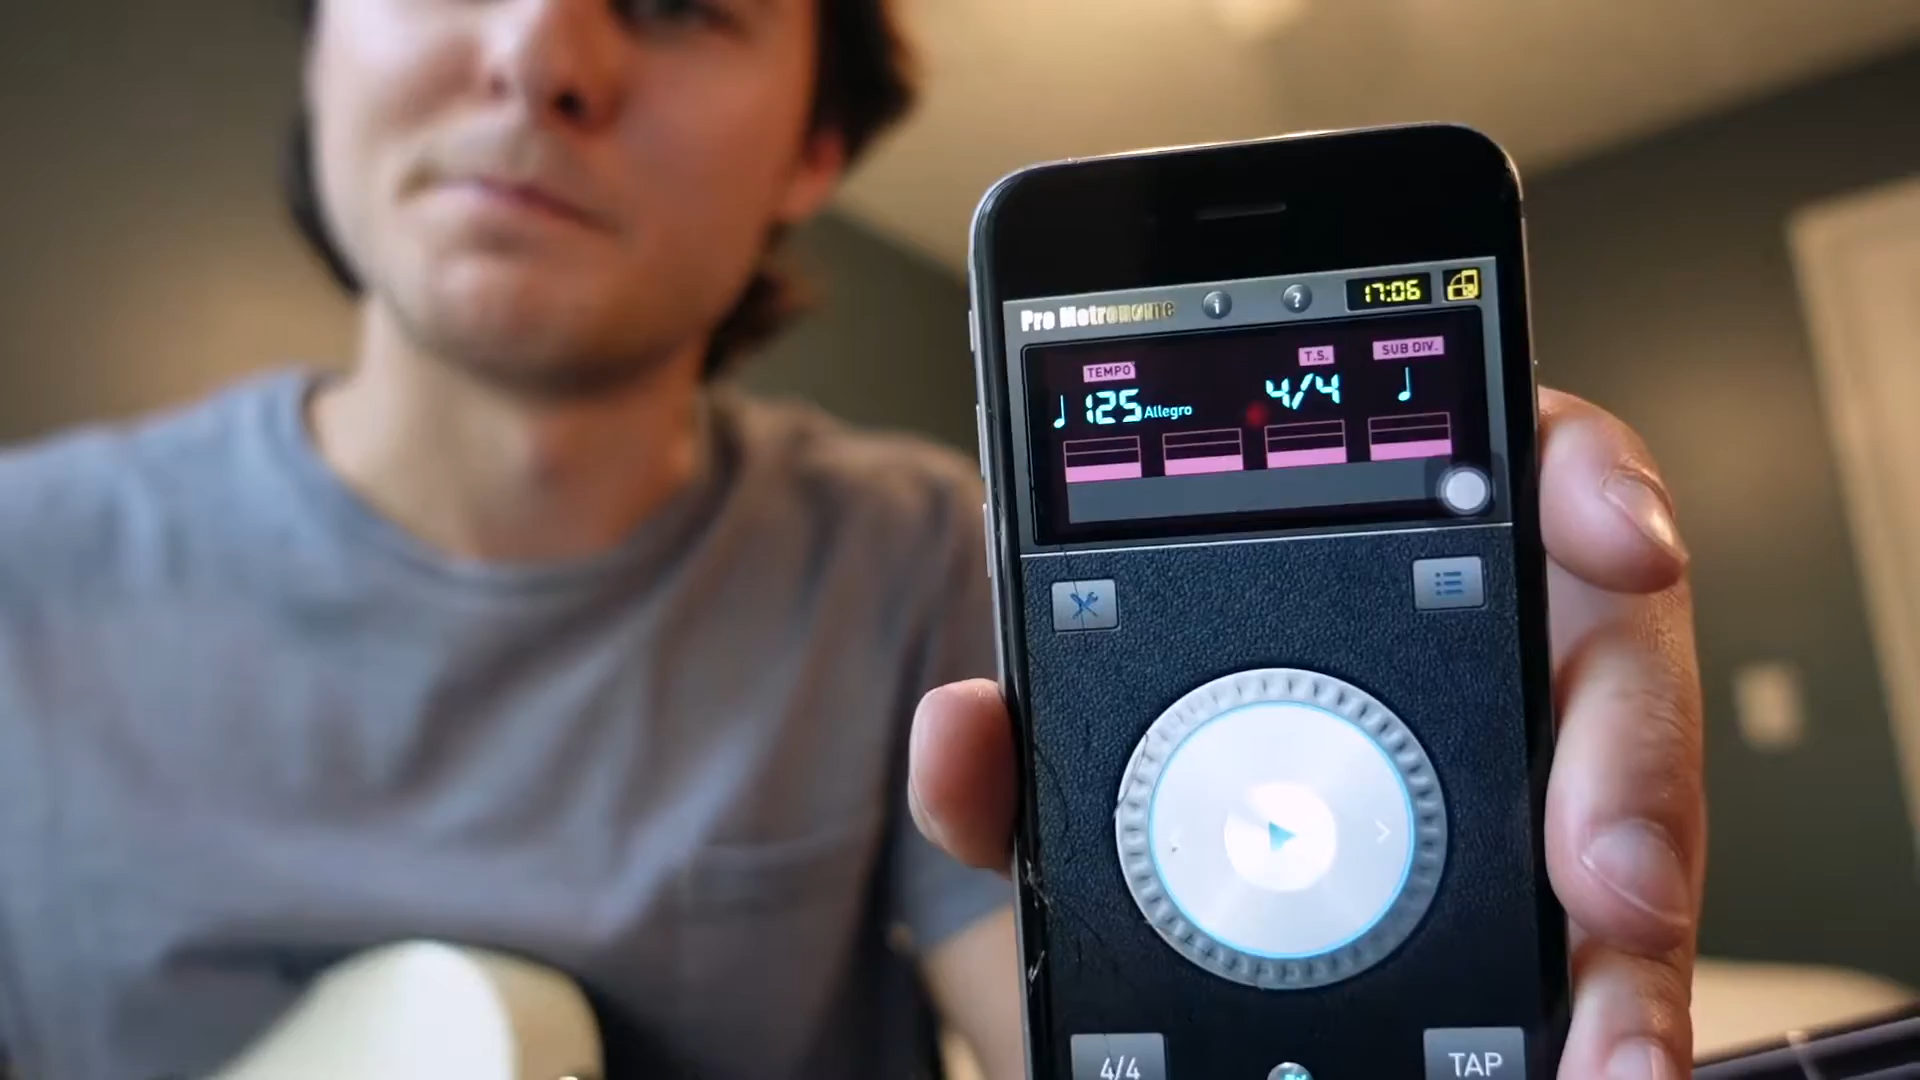 Pro Metronome i ? 17:06
TEMPO T.S. SUB DIV.
125 Allegro 4/4
4/4 TAP